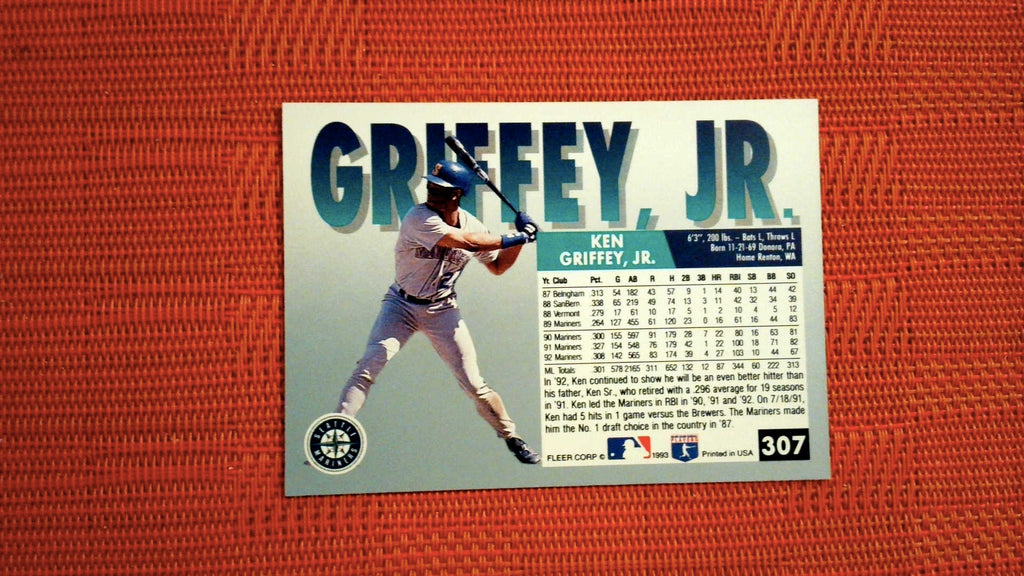 GRIFFEY, JR.
KEN
GRIFFEY, JR.
6'3", 200 lbs. – Bats L, Throws L
Born 11-21-69 Donora, PA
Home Renton, WA
Yr. Club Pct. G AB R H 2B 3B HR RBI SB BB SO
87 Belngham .313 54 182 43 57 9 1 14 40 13 44 42
88 SanBern. .338 65 219 49 74 13 3 11 42 32 34 39
88 Vermont .279 17 61 10 17 5 1 2 10 4 5 12
89 Mariners .264 127 455 61 120 23 0 16 61 16 44 83
90 Mariners .300 155 597 91 179 28 7 22 80 16 63 81
91 Mariners .327 154 548 76 179 42 1 22 100 18 71 82
92 Mariners .308 142 565 83 174 39 4 27 103 10 44 67
ML Totals .301 578 2165 311 652 132 12 87 344 60 222 313
In '92, Ken continued to show he will be an even better hitter than
his father, Ken Sr., who retired with a .296 average for 19 seasons
in '91. Ken led the Mariners in RBI in '90, '91 and '92. On 7/18/91,
Ken had 5 hits in 1 game versus the Brewers. The Mariners made
him the No. 1 draft choice in the country in '87.
SEATTLE
MARINERS
FLEER CORP © 1993 PLAYERS Printed in USA 307